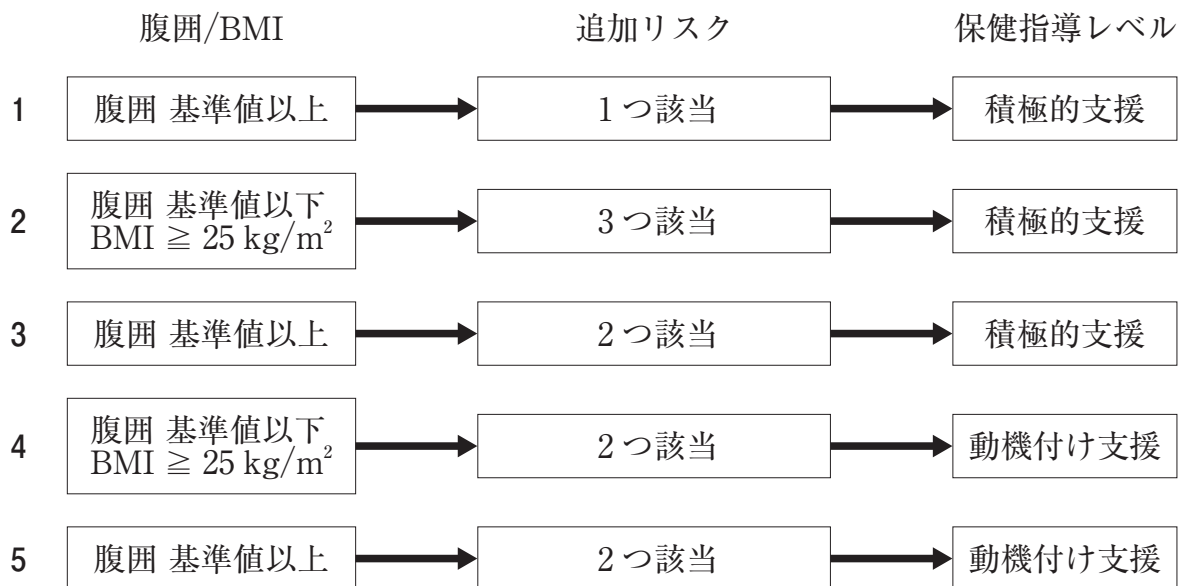 腹囲/BMI 追加リスク 保健指導レベル
1 腹囲 基準値以上 1つ該当 積極的支援
2 腹囲 基準値以下 3つ該当 積極的支援
BMI ≧ 25 kg/m²
3 腹囲 基準値以上 2つ該当 積極的支援
4 腹囲 基準値以下 2つ該当 動機付け支援
BMI ≧ 25 kg/m²
5 腹囲 基準値以上 2つ該当 動機付け支援